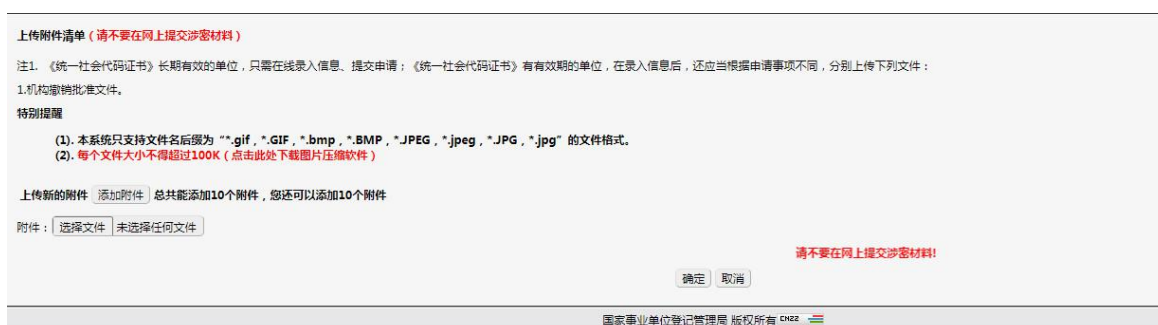 上传附件清单 ( 请不要在网上提交涉密材料 )
注1. 《统一社会代码证书》长期有效的单位，只需在线录入信息、提交申请；《统一社会代码证书》有有效期的单位，在录入信息后，还应当根据申请事项不同，分别上传下列文件：
1.机构撤销批准文件。
特别提醒
(1). 本系统只支持文件名后缀为 “*.gif , *.GIF , *.bmp , *.BMP , *.JPEG , *.jpeg , *.JPG , *.jpg” 的文件格式。
(2). 每个文件大小不得超过100K ( 点击此处下载图片压缩软件 )
上传新的附件 添加附件 总共能添加10个附件，您还可以添加10个附件
附件： 选择文件 未选择任何文件
请不要在网上提交涉密材料!
确定 取消
国家事业单位登记管理局 版权所有 CNZZ